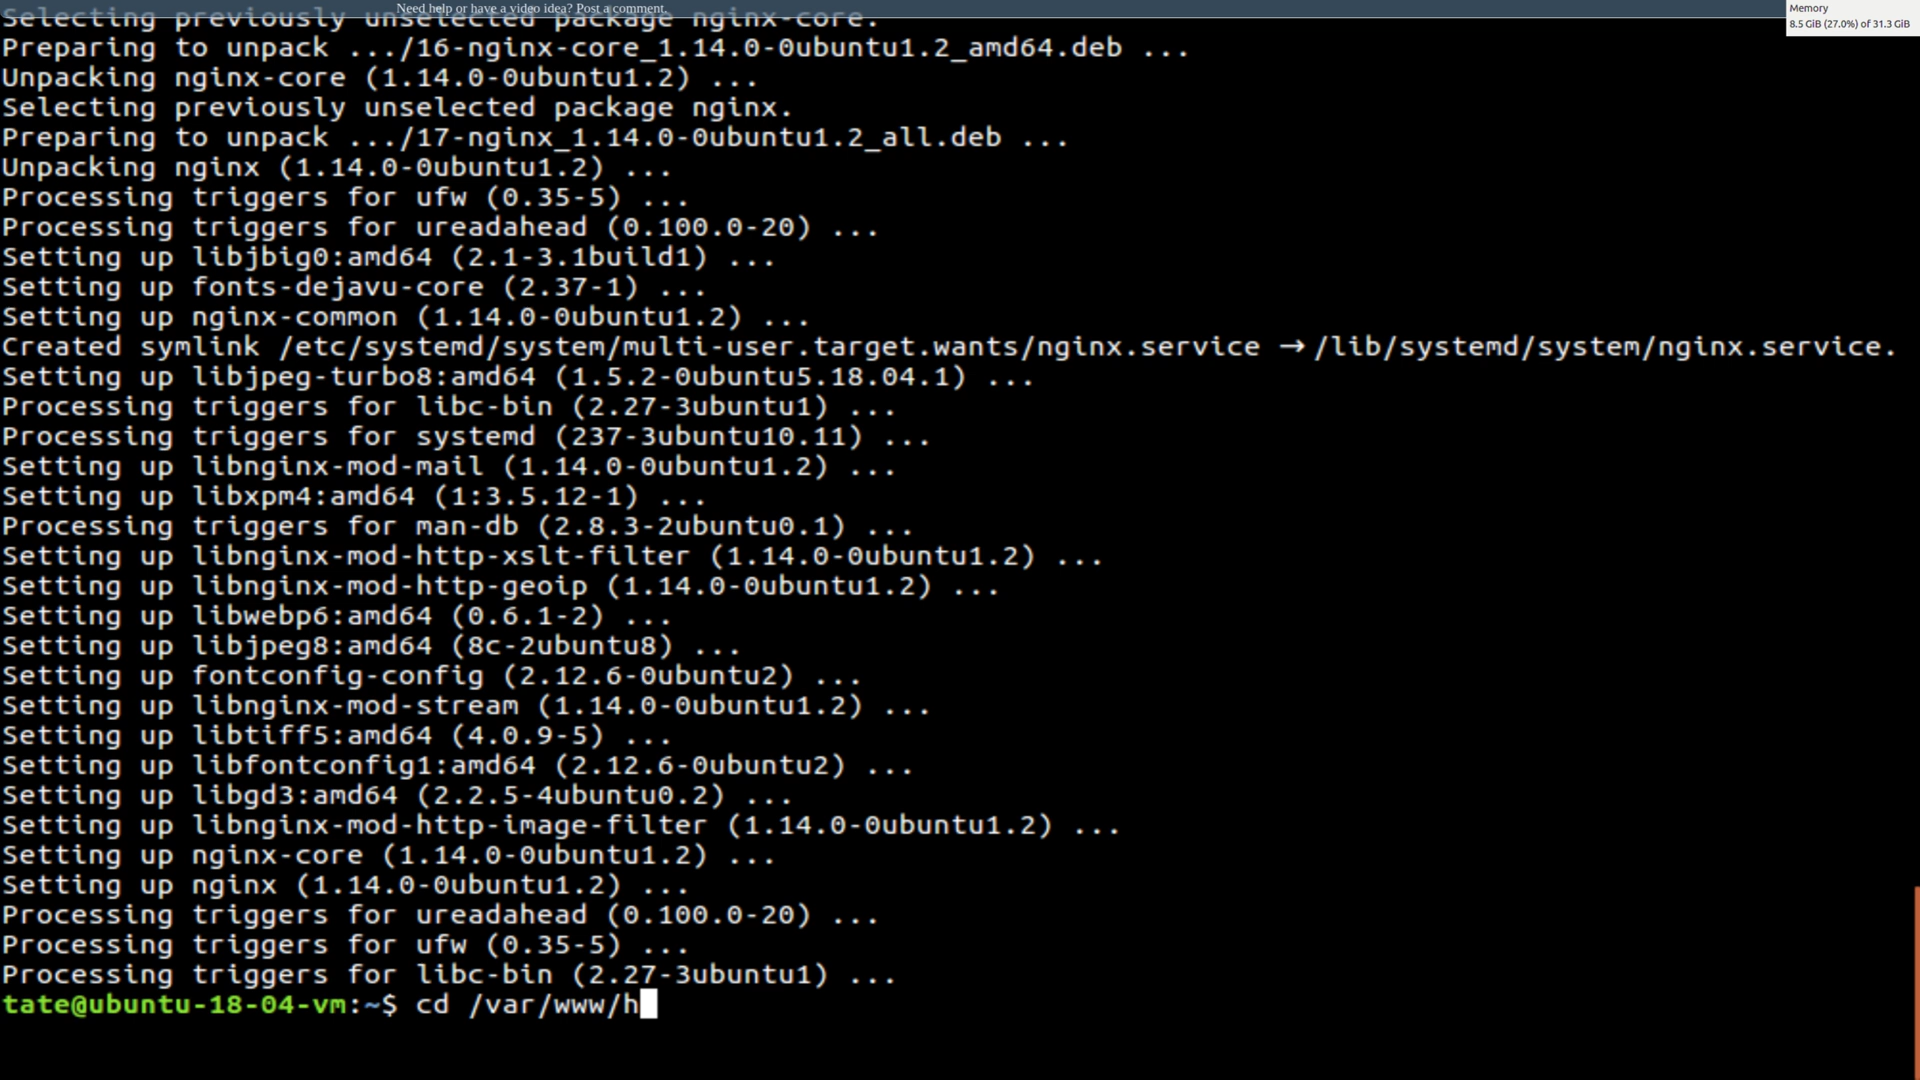 Need help or have a video idea? Post a comment.
Memory
8.5 GiB (27.0%) of 31.3 GiB
Selecting previously unselected package nginx-core.
Preparing to unpack .../16-nginx-core_1.14.0-0ubuntu1.2_amd64.deb ...
Unpacking nginx-core (1.14.0-0ubuntu1.2) ...
Selecting previously unselected package nginx.
Preparing to unpack .../17-nginx_1.14.0-0ubuntu1.2_all.deb ...
Unpacking nginx (1.14.0-0ubuntu1.2) ...
Processing triggers for ufw (0.35-5) ...
Processing triggers for ureadahead (0.100.0-20) ...
Setting up libjbig0:amd64 (2.1-3.1build1) ...
Setting up fonts-dejavu-core (2.37-1) ...
Setting up nginx-common (1.14.0-0ubuntu1.2) ...
Created symlink /etc/systemd/system/multi-user.target.wants/nginx.service → /lib/systemd/system/nginx.service.
Setting up libjpeg-turbo8:amd64 (1.5.2-0ubuntu5.18.04.1) ...
Processing triggers for libc-bin (2.27-3ubuntu1) ...
Processing triggers for systemd (237-3ubuntu10.11) ...
Setting up libnginx-mod-mail (1.14.0-0ubuntu1.2) ...
Setting up libxpm4:amd64 (1:3.5.12-1) ...
Processing triggers for man-db (2.8.3-2ubuntu0.1) ...
Setting up libnginx-mod-http-xslt-filter (1.14.0-0ubuntu1.2) ...
Setting up libnginx-mod-http-geoip (1.14.0-0ubuntu1.2) ...
Setting up libwebp6:amd64 (0.6.1-2) ...
Setting up libjpeg8:amd64 (8c-2ubuntu8) ...
Setting up fontconfig-config (2.12.6-0ubuntu2) ...
Setting up libnginx-mod-stream (1.14.0-0ubuntu1.2) ...
Setting up libtiff5:amd64 (4.0.9-5) ...
Setting up libfontconfig1:amd64 (2.12.6-0ubuntu2) ...
Setting up libgd3:amd64 (2.2.5-4ubuntu0.2) ...
Setting up libnginx-mod-http-image-filter (1.14.0-0ubuntu1.2) ...
Setting up nginx-core (1.14.0-0ubuntu1.2) ...
Setting up nginx (1.14.0-0ubuntu1.2) ...
Processing triggers for ureadahead (0.100.0-20) ...
Processing triggers for ufw (0.35-5) ...
Processing triggers for libc-bin (2.27-3ubuntu1) ...
tate@ubuntu-18-04-vm:~$ cd /var/www/h